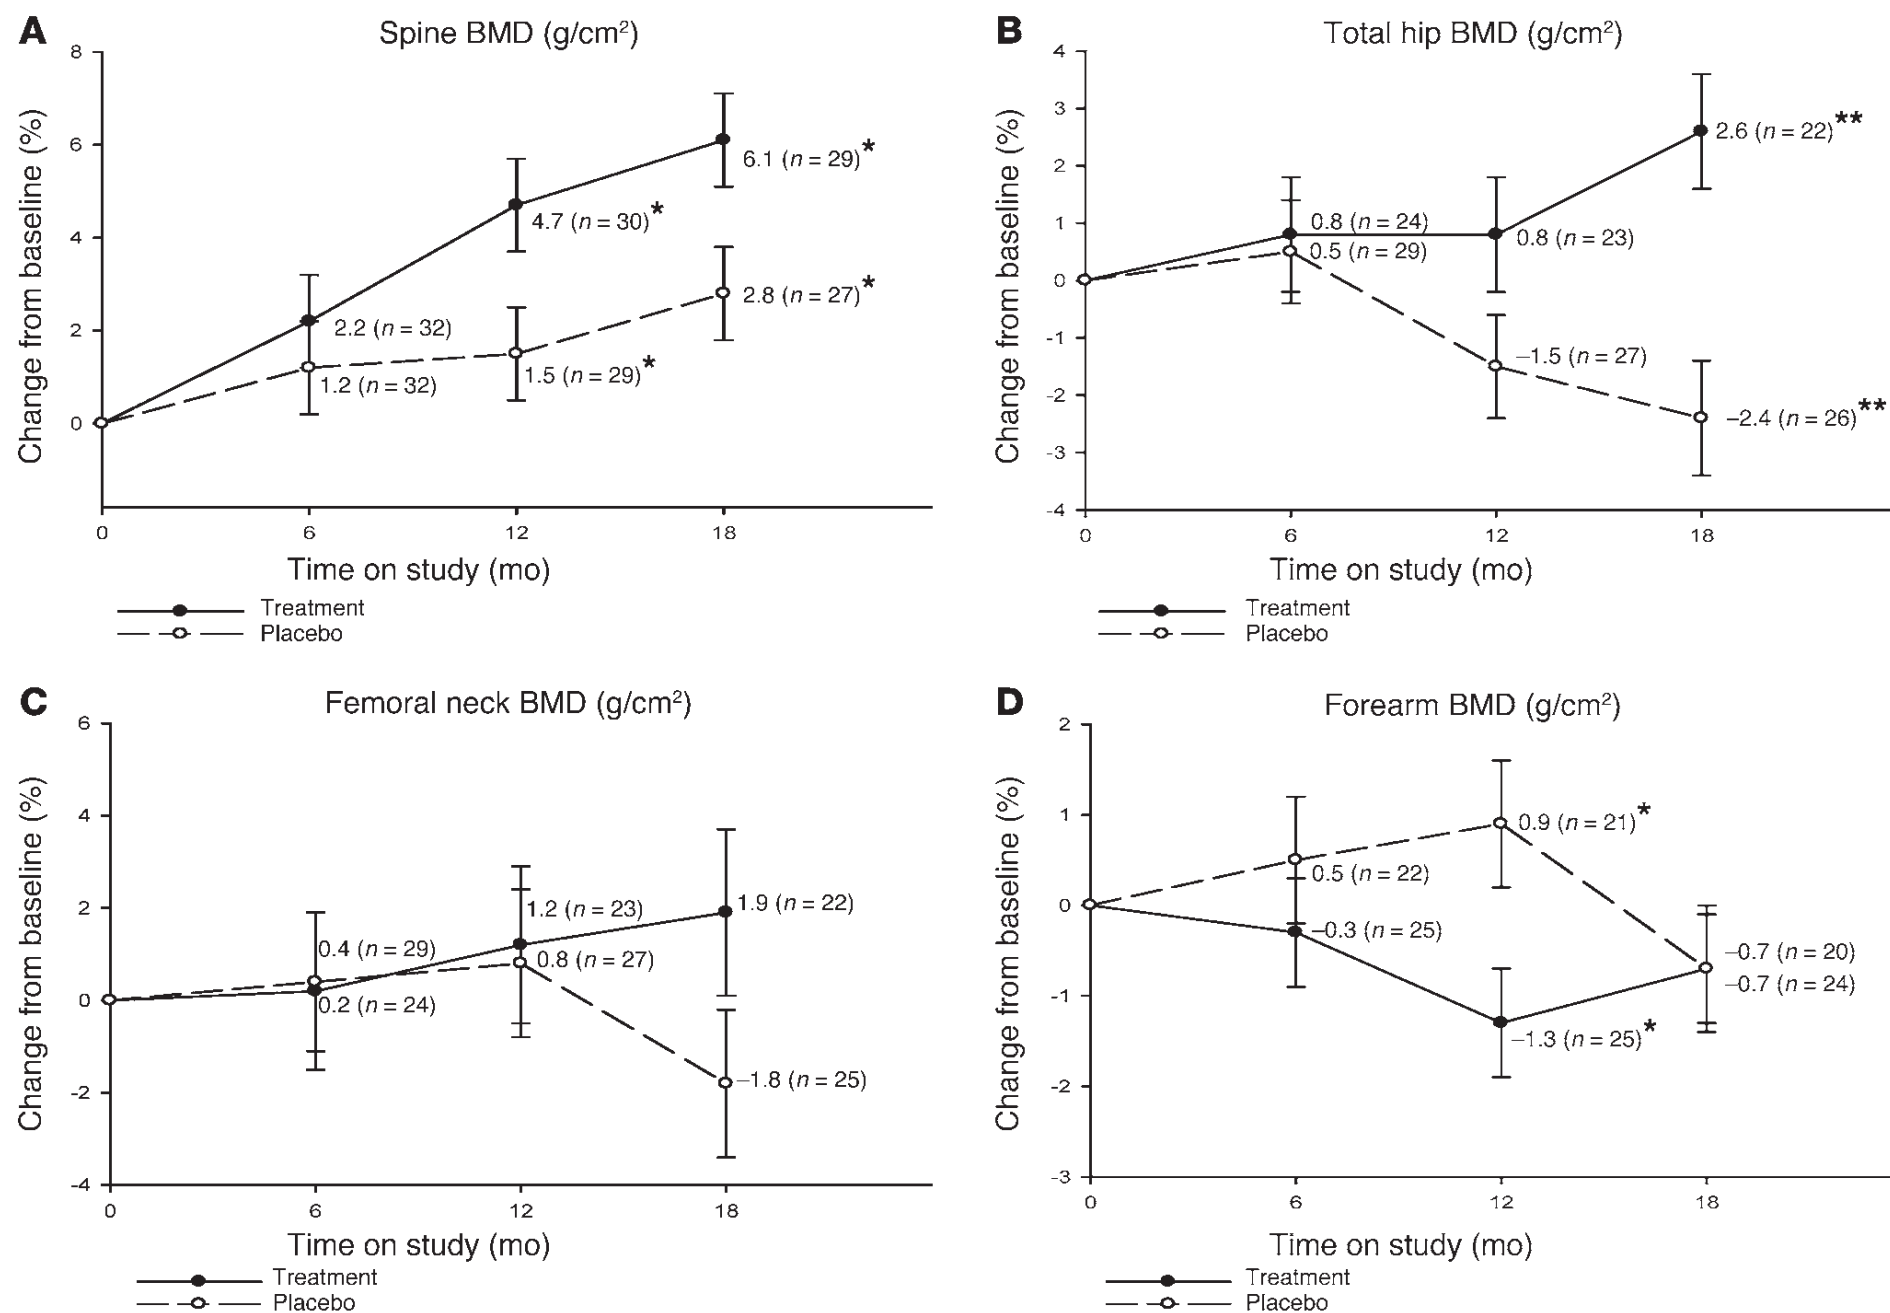 A
Spine BMD (g/cm²)
Change from baseline (%)
8
6
4
2
0
6.1 (n = 29)*
4.7 (n = 30)*
2.8 (n = 27)*
2.2 (n = 32)
1.2 (n = 32)
1.5 (n = 29)*
0 6 12 18
Time on study (mo)
Treatment
Placebo
B
Total hip BMD (g/cm²)
Change from baseline (%)
4
3
2
1
0
-1
-2
-3
-4
2.6 (n = 22)**
0.8 (n = 24)
0.5 (n = 29)
0.8 (n = 23)
–1.5 (n = 27)
–2.4 (n = 26)**
0 6 12 18
Time on study (mo)
Treatment
Placebo
C
Femoral neck BMD (g/cm²)
Change from baseline (%)
6
4
2
0
-2
-4
1.2 (n = 23)
1.9 (n = 22)
0.4 (n = 29)
0.8 (n = 27)
0.2 (n = 24)
–1.8 (n = 25)
0 6 12 18
Time on study (mo)
Treatment
Placebo
D
Forearm BMD (g/cm²)
Change from baseline (%)
2
1
0
-1
-2
-3
0.9 (n = 21)*
0.5 (n = 22)
–0.3 (n = 25)
–0.7 (n = 20)
–0.7 (n = 24)
–1.3 (n = 25)*
0 6 12 18
Time on study (mo)
Treatment
Placebo